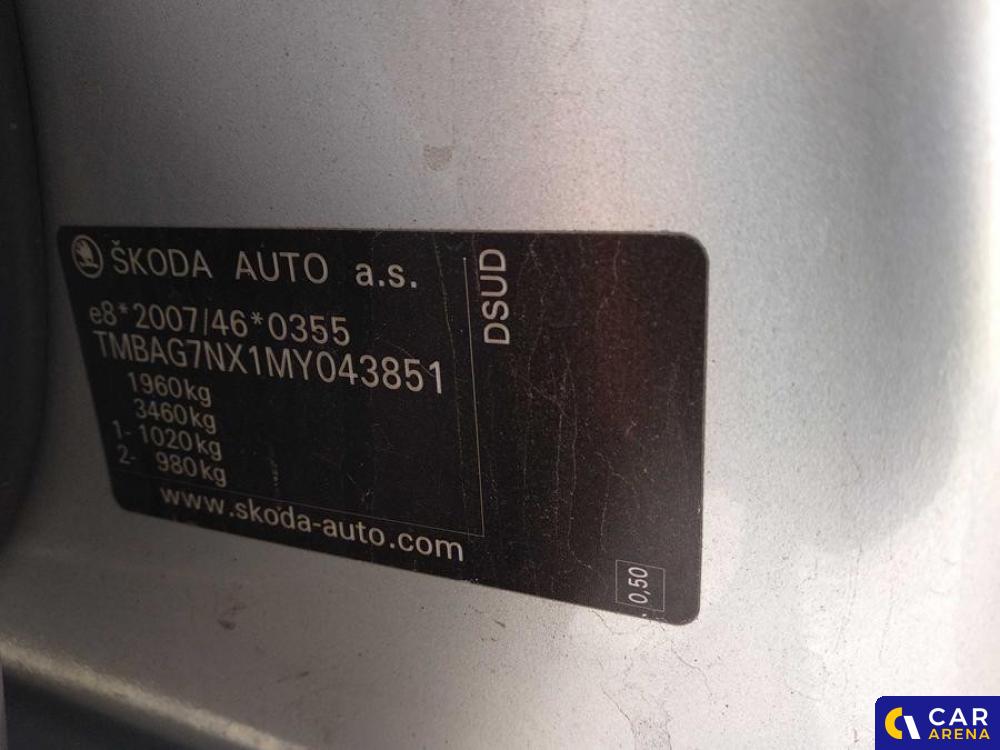 ŠKODA AUTO a.s.
e8*2007/46*0355
TMBAG7NX1MY043851
1960kg
3460kg
1- 1020kg
2- 980kg
www.skoda-auto.com
DSUD
0,50
CAR
ARENA